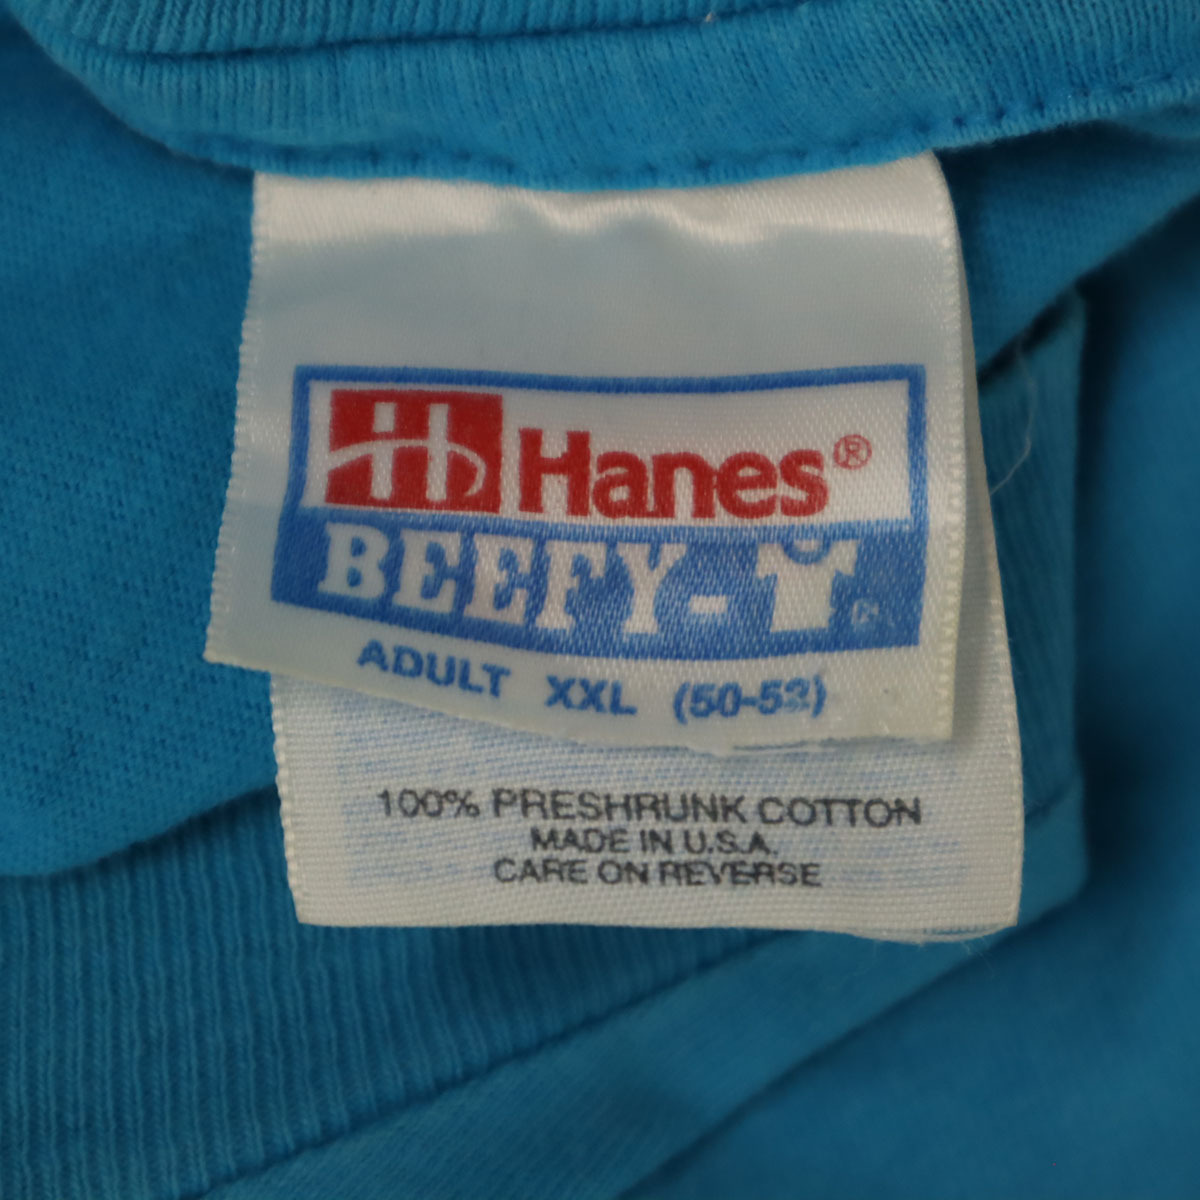 Hanes®
BEEFY-T
ADULT XXL (50-52)
100% PRESHRUNK COTTON
MADE IN U.S.A.
CARE ON REVERSE